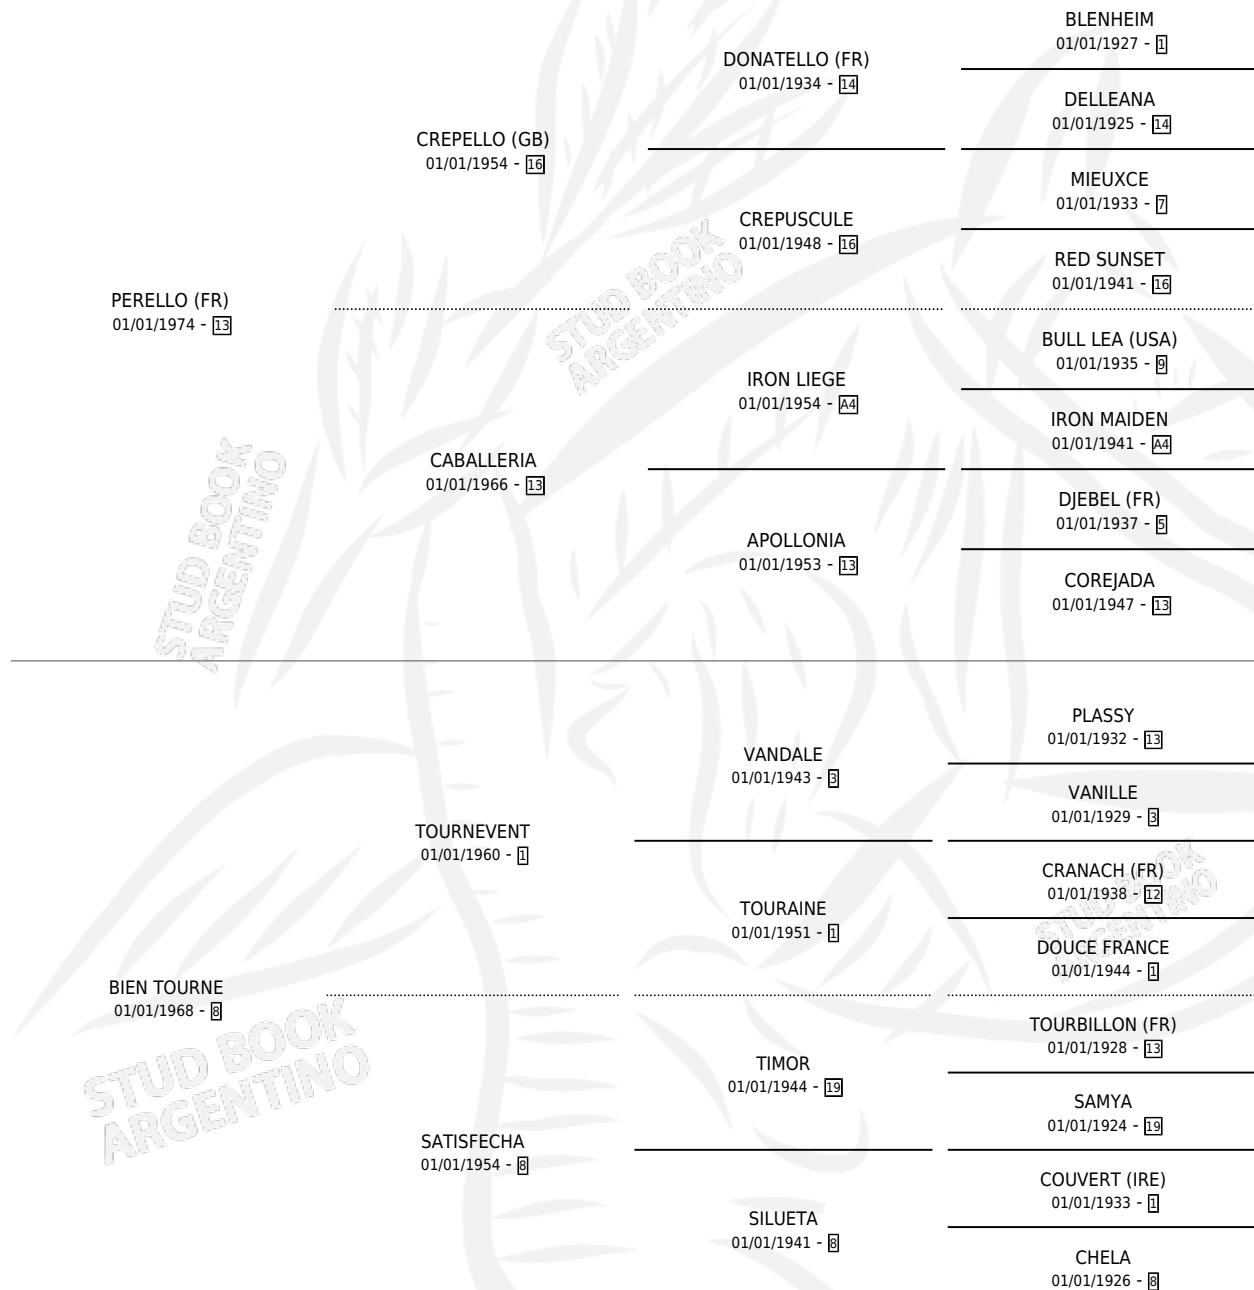 BLENHEIM
01/01/1927 - 1
DONATELLO (FR)
01/01/1934 - 14
DELLEANA
01/01/1925 - 14
CREPELLO (GB)
01/01/1954 - 16
MIEUXCE
01/01/1933 - 7
CREPUSCULE
01/01/1948 - 16
RED SUNSET
01/01/1941 - 16
PERELLO (FR)
01/01/1974 - 13
STUD BOOK
ARGENTINO
BULL LEA (USA)
01/01/1935 - 9
IRON LIEGE
01/01/1954 - A4
IRON MAIDEN
01/01/1941 - A4
CABALLERIA
01/01/1966 - 13
DJEBEL (FR)
01/01/1937 - 5
APOLLONIA
01/01/1953 - 13
COREJADA
01/01/1947 - 13
STUD BOOK
ARGENTINO
PLASSY
01/01/1932 - 13
VANDALE
01/01/1943 - 3
VANILLE
01/01/1929 - 3
TOURNEVENT
01/01/1960 - 1
CRANACH (FR)
01/01/1938 - 12
TOURAINE
01/01/1951 - 1
STUD BOOK
ARGENTINO
DOUCE FRANCE
01/01/1944 - 1
BIEN TOURNE
01/01/1968 - 8
TOURBILLON (FR)
01/01/1928 - 13
TIMOR
01/01/1944 - 19
STUD BOOK
ARGENTINO
SAMYA
01/01/1924 - 19
SATISFECHA
01/01/1954 - 8
COUVERT (IRE)
01/01/1933 - 1
SILUETA
01/01/1941 - 8
CHELA
01/01/1926 - 8